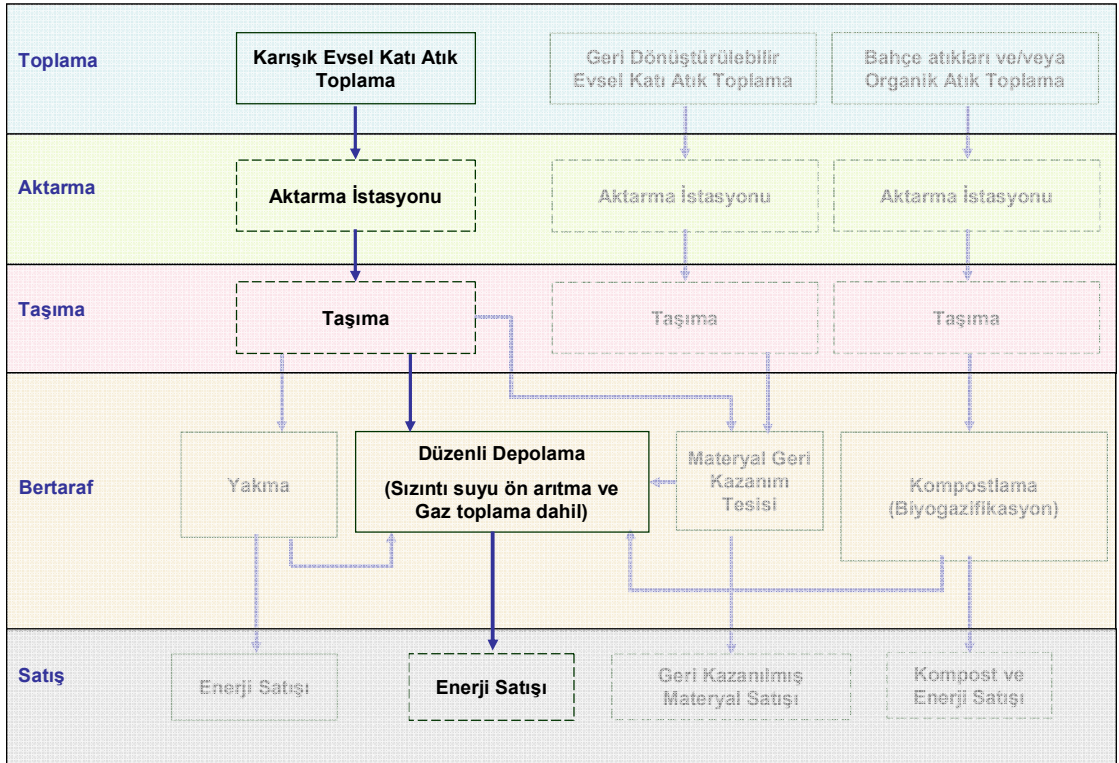 Toplama
Karışık Evsel Katı Atık
Toplama
Geri Dönüştürülebilir
Evsel Katı Atık Toplama
Bahçe atıkları ve/veya
Organik Atık Toplama
Aktarma
Aktarma İstasyonu
Aktarma İstasyonu
Aktarma İstasyonu
Taşıma
Taşıma
Taşıma
Taşıma
Bertaraf
Yakma
Düzenli Depolama
(Sızıntı suyu ön arıtma ve
Gaz toplama dahil)
Materyal Geri
Kazanım
Tesisi
Kompostlama
(Biyogazifikasyon)
Satış
Enerji Satışı
Enerji Satışı
Geri Kazanılmış
Materyal Satışı
Kompost ve
Enerji Satışı